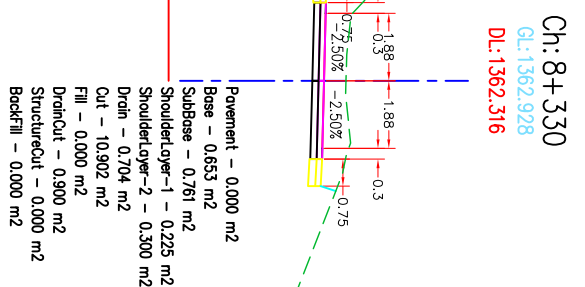 Ch: 8+330
GL:1362.928
DL:1362.316
0.75
0.3
1.88
1.88
0.3
0.75
-2.50%
-2.50%
Pavement - 0.000 m2
Base - 0.653 m2
SubBase - 0.761 m2
ShoulderLayer-1 - 0.225 m2
ShoulderLayer-2 - 0.300 m2
Drain - 0.704 m2
Cut - 10.902 m2
Fill - 0.000 m2
DrainCut - 0.900 m2
StructureCut - 0.000 m2
BackFill - 0.000 m2